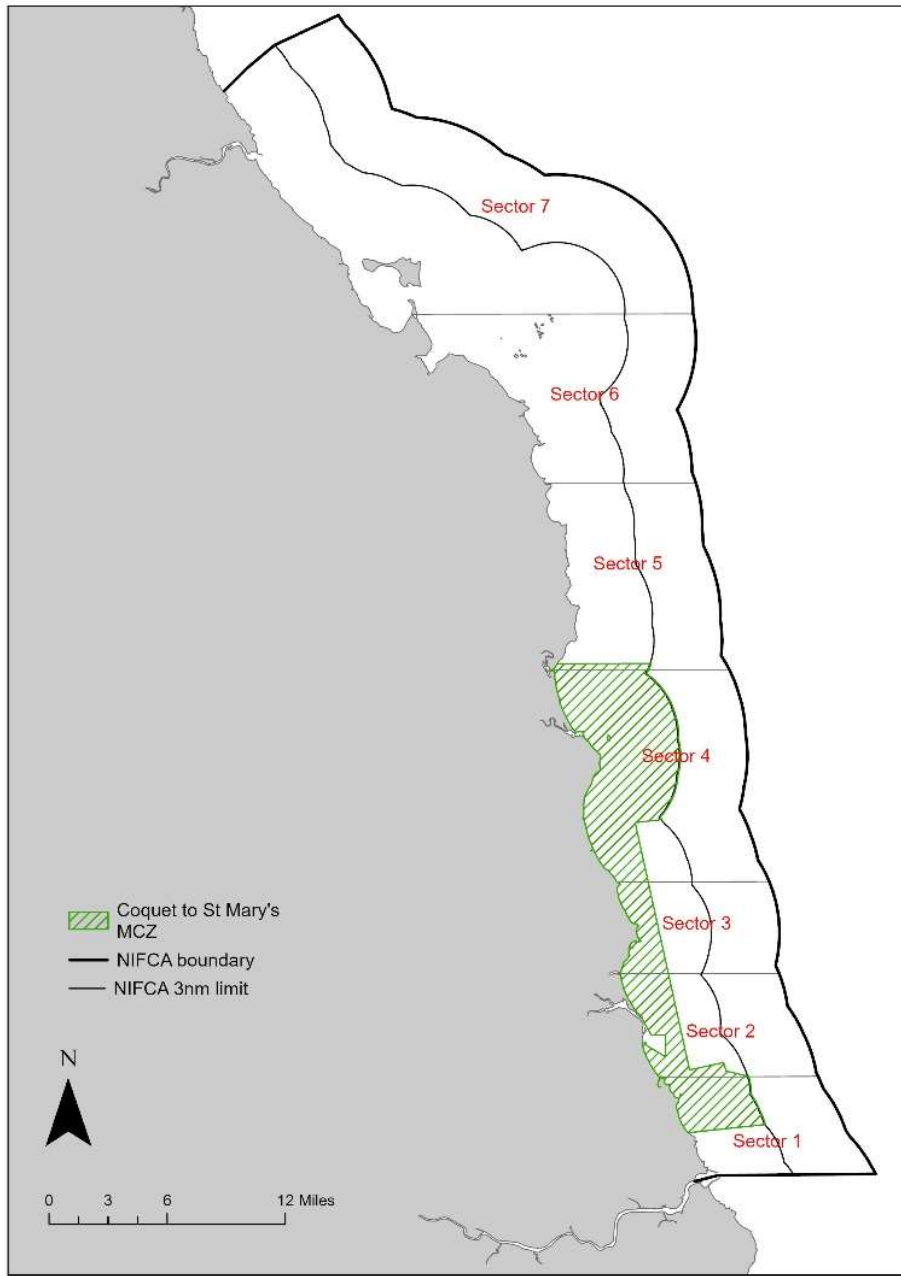 Sector 7
Sector 6
Sector 5
Sector 4
Sector 3
Sector 2
Sector 1
Coquet to St Mary's
MCZ
NIFCA boundary
NIFCA 3nm limit
N
0 3 6 12 Miles